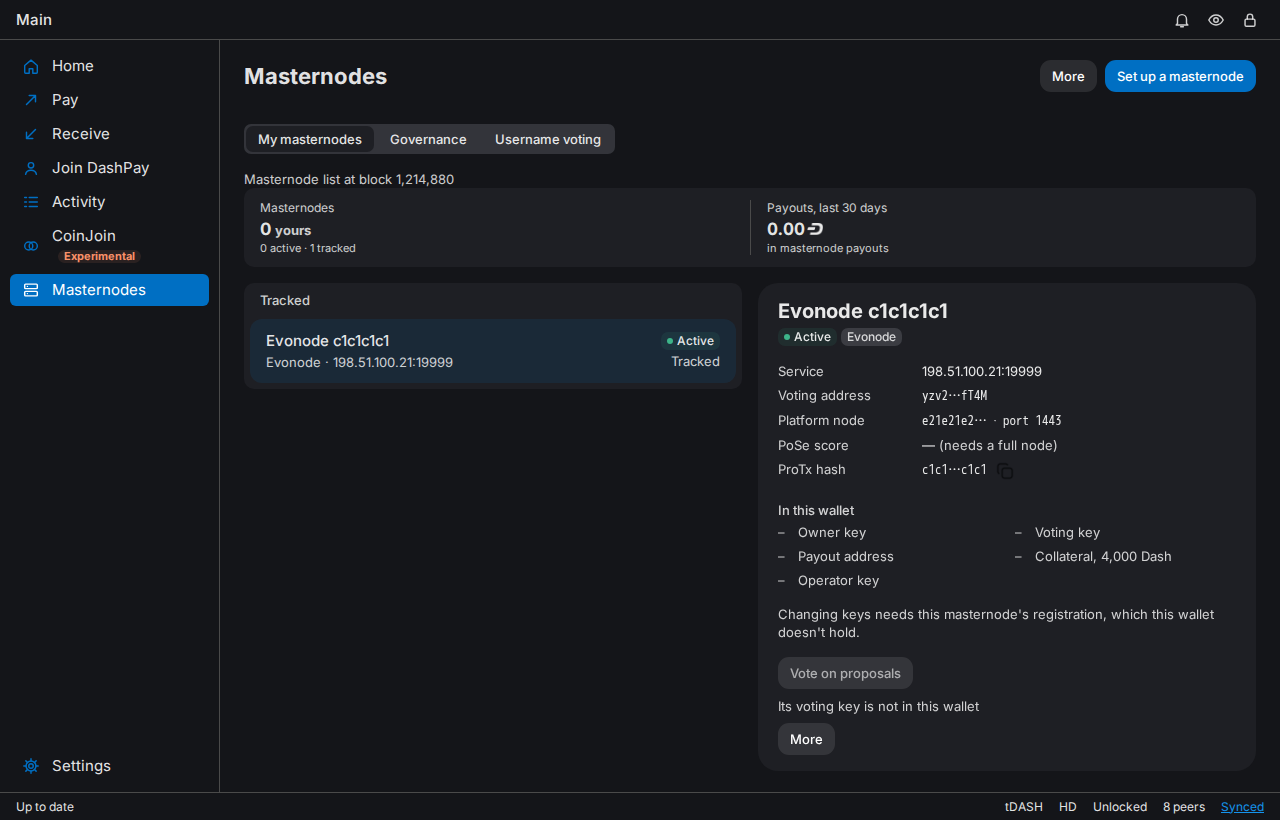 Main
Home
Pay
Receive
Join DashPay
Activity
CoinJoin
Experimental
Masternodes
Settings
Masternodes
More
Set up a masternode
My masternodes
Governance
Username voting
Masternode list at block 1,214,880
Masternodes
0 yours
0 active · 1 tracked
Payouts, last 30 days
0.00
in masternode payouts
Tracked
Evonode c1c1c1c1
Active
Evonode · 198.51.100.21:19999
Tracked
Evonode c1c1c1c1
Active
Evonode
Service 198.51.100.21:19999
Voting address yzv2⋯fT4M
Platform node e21e21e2⋯ · port 1443
PoSe score — (needs a full node)
ProTx hash c1c1⋯c1c1
In this wallet
– Owner key
– Voting key
– Payout address
– Collateral, 4,000 Dash
– Operator key
Changing keys needs this masternode's registration, which this wallet
doesn't hold.
Vote on proposals
Its voting key is not in this wallet
More
Up to date
tDASH
HD
Unlocked
8 peers
Synced